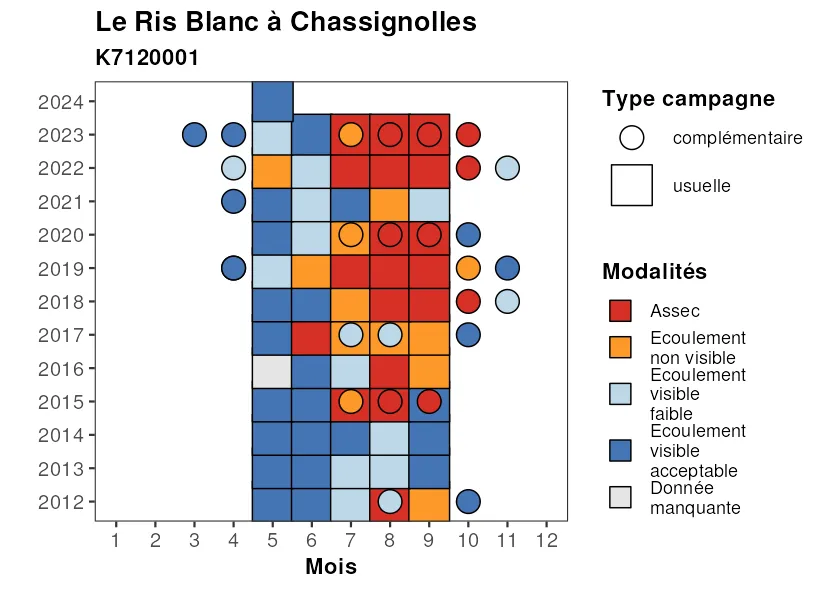 Le Ris Blanc à Chassignolles
K7120001
2024
2023
2022
2021
2020
2019
2018
2017
2016
2015
2014
2013
2012
1 2 3 4 5 6 7 8 9 10 11 12
Mois
Type campagne
complémentaire
usuelle
Modalités
Assec
Ecoulement
non visible
Ecoulement
visible
faible
Ecoulement
visible
acceptable
Donnée
manquante